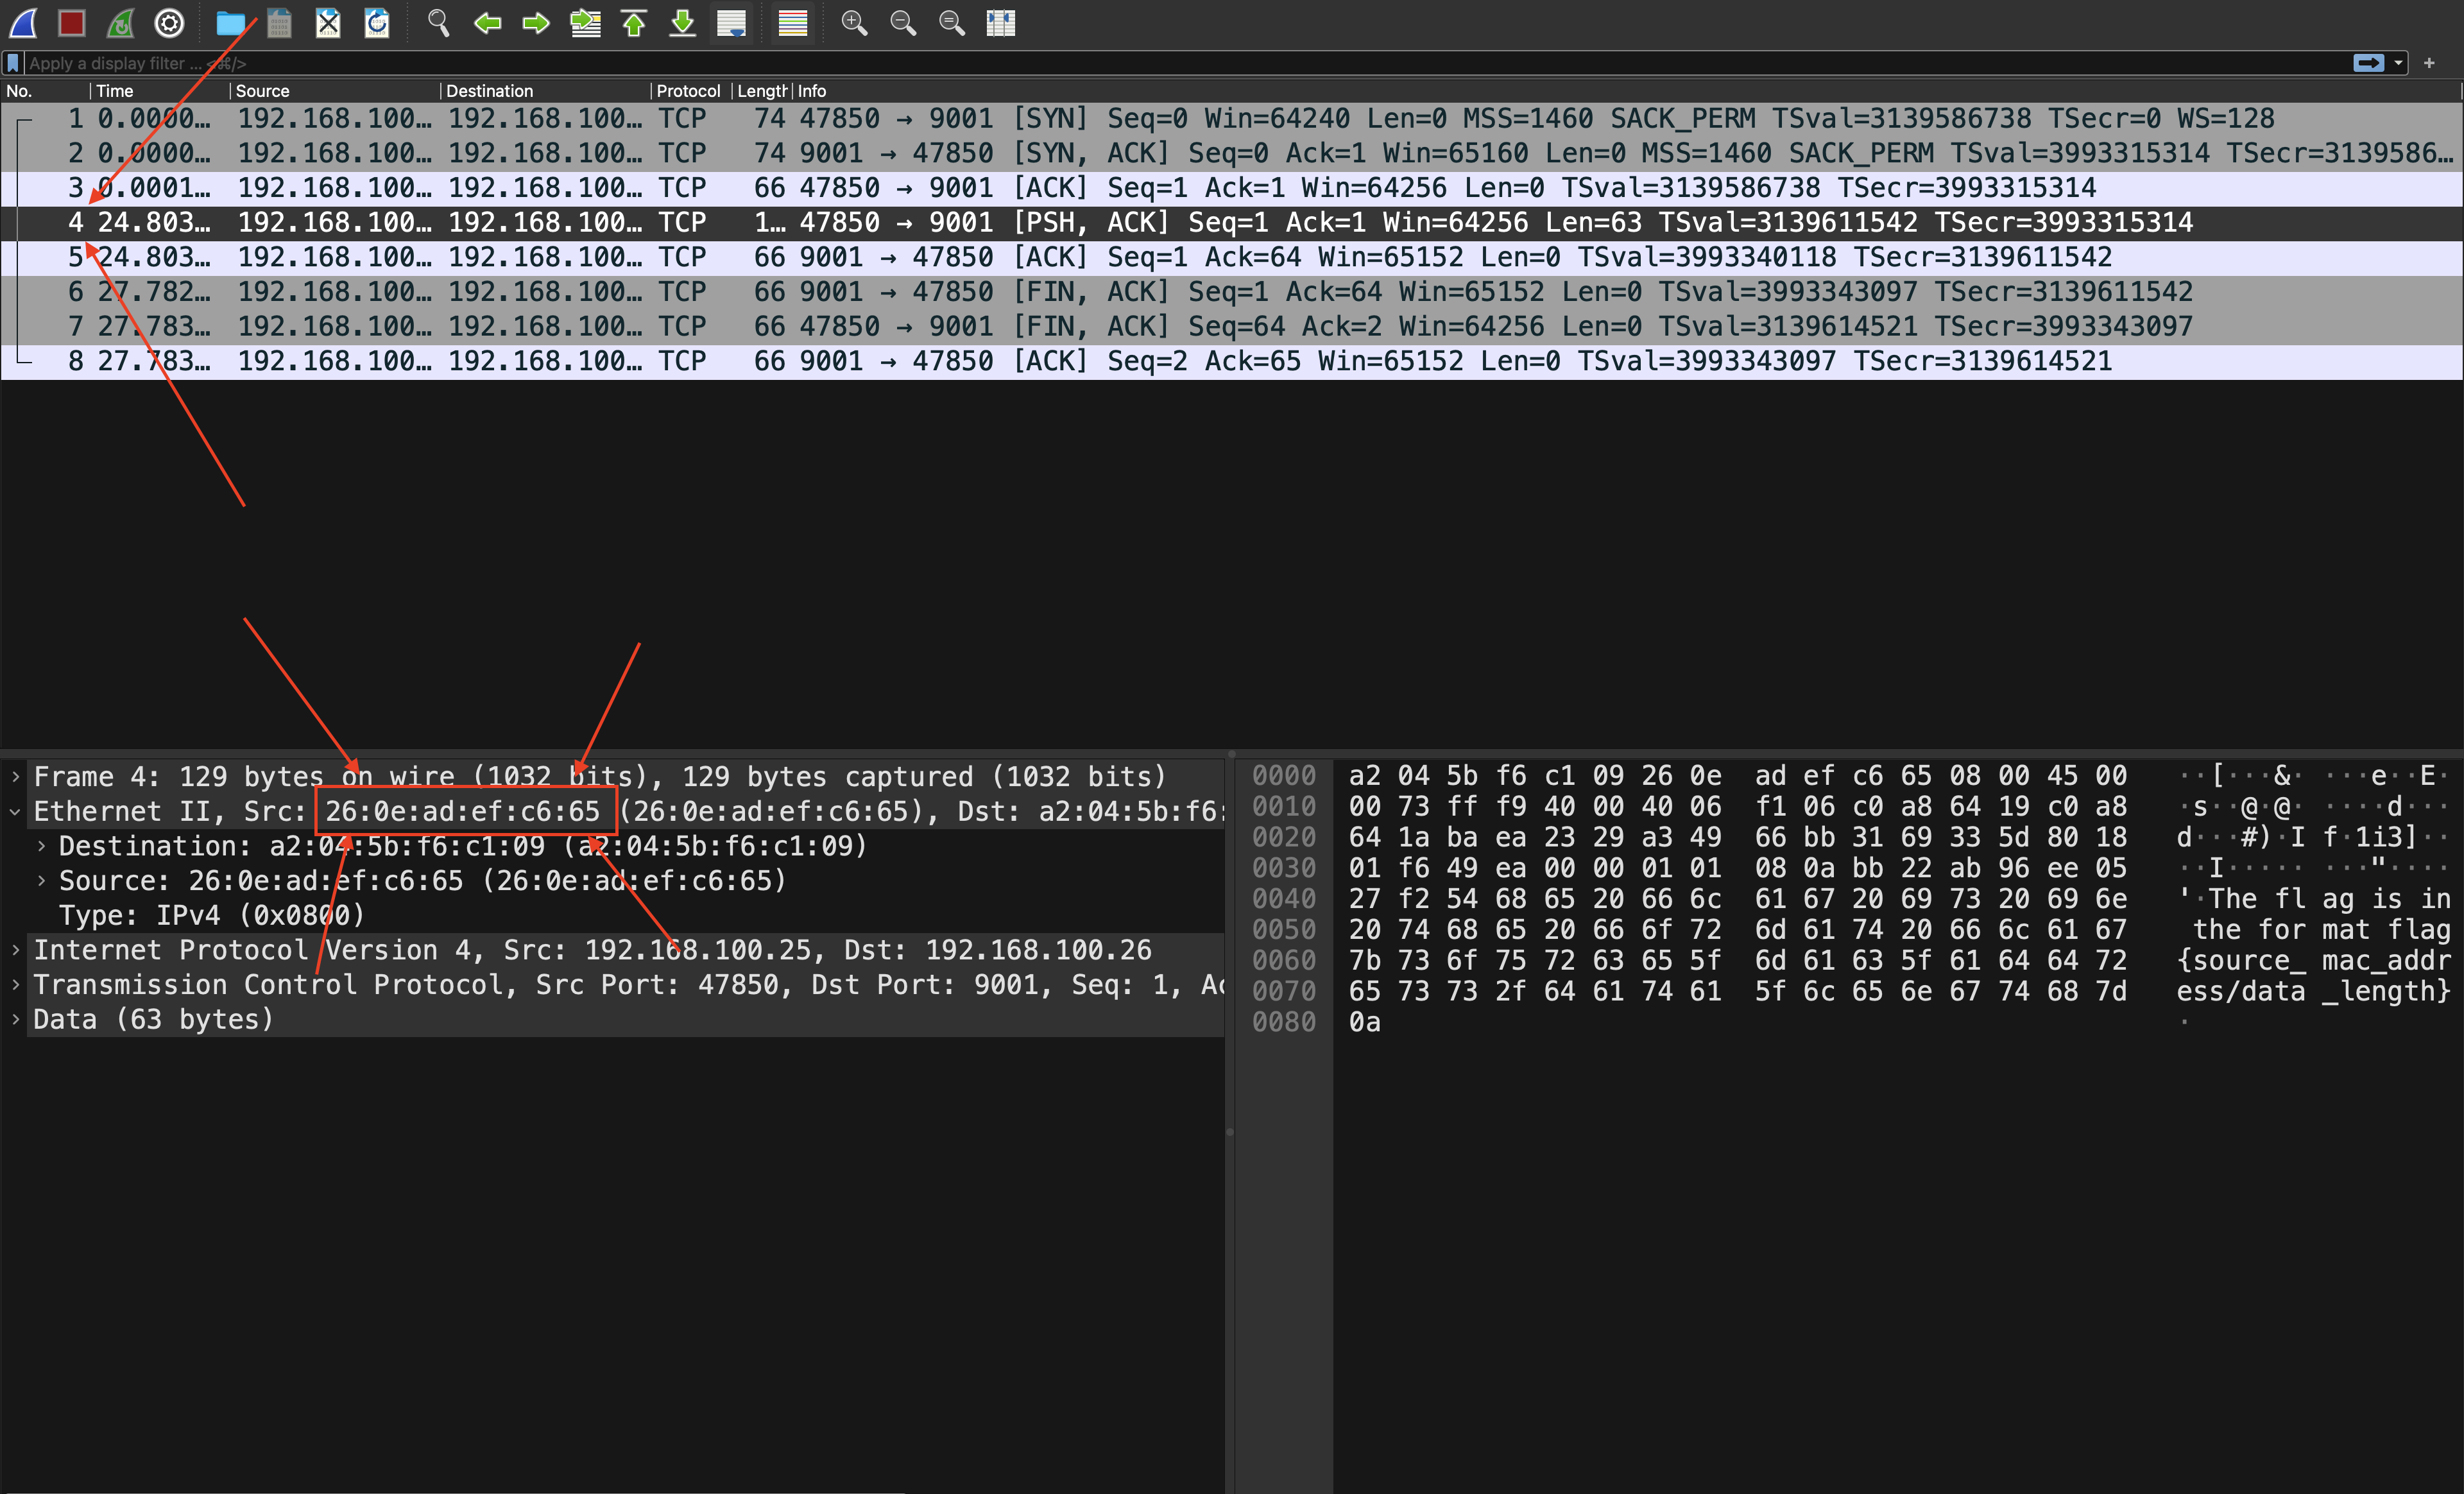 Apply a display filter ... <⌘/>
No. Time Source Destination Protocol Length Info
1 0.0000… 192.168.100… 192.168.100… TCP 74 47850 → 9001 [SYN] Seq=0 Win=64240 Len=0 MSS=1460 SACK_PERM TSval=3139586738 TSecr=0 WS=128
2 0.0000… 192.168.100… 192.168.100… TCP 74 9001 → 47850 [SYN, ACK] Seq=0 Ack=1 Win=65160 Len=0 MSS=1460 SACK_PERM TSval=3993315314 TSecr=3139586…
3 0.0001… 192.168.100… 192.168.100… TCP 66 47850 → 9001 [ACK] Seq=1 Ack=1 Win=64256 Len=0 TSval=3139586738 TSecr=3993315314
4 24.803… 192.168.100… 192.168.100… TCP 1… 47850 → 9001 [PSH, ACK] Seq=1 Ack=1 Win=64256 Len=63 TSval=3139611542 TSecr=3993315314
5 24.803… 192.168.100… 192.168.100… TCP 66 9001 → 47850 [ACK] Seq=1 Ack=64 Win=65152 Len=0 TSval=3993340118 TSecr=3139611542
6 27.782… 192.168.100… 192.168.100… TCP 66 9001 → 47850 [FIN, ACK] Seq=1 Ack=64 Win=65152 Len=0 TSval=3993343097 TSecr=3139611542
7 27.783… 192.168.100… 192.168.100… TCP 66 47850 → 9001 [FIN, ACK] Seq=64 Ack=2 Win=64256 Len=0 TSval=3139614521 TSecr=3993343097
8 27.783… 192.168.100… 192.168.100… TCP 66 9001 → 47850 [ACK] Seq=2 Ack=65 Win=65152 Len=0 TSval=3993343097 TSecr=3139614521
Frame 4: 129 bytes on wire (1032 bits), 129 bytes captured (1032 bits)
Ethernet II, Src: 26:0e:ad:ef:c6:65 (26:0e:ad:ef:c6:65), Dst: a2:04:5b:f6:
Destination: a2:04:5b:f6:c1:09 (a2:04:5b:f6:c1:09)
Source: 26:0e:ad:ef:c6:65 (26:0e:ad:ef:c6:65)
Type: IPv4 (0x0800)
Internet Protocol Version 4, Src: 192.168.100.25, Dst: 192.168.100.26
Transmission Control Protocol, Src Port: 47850, Dst Port: 9001, Seq: 1, Ac
Data (63 bytes)
0000 a2 04 5b f6 c1 09 26 0e ad ef c6 65 08 00 45 00 ··[···&· ···e··E·
0010 00 73 ff f9 40 00 40 06 f1 06 c0 a8 64 19 c0 a8 ·s··@·@· ····d···
0020 64 1a ba ea 23 29 a3 49 66 bb 31 69 33 5d 80 18 d···#)·I f·1i3]··
0030 01 f6 49 ea 00 00 01 01 08 0a bb 22 ab 96 ee 05 ··I····· ···"····
0040 27 f2 54 68 65 20 66 6c 61 67 20 69 73 20 69 6e '·The fl ag is in
0050 20 74 68 65 20 66 6f 72 6d 61 74 20 66 6c 61 67  the for mat flag
0060 7b 73 6f 75 72 63 65 5f 6d 61 63 5f 61 64 64 72 {source_ mac_addr
0070 65 73 73 2f 64 61 74 61 5f 6c 65 6e 67 74 68 7d ess/data _length}
0080 0a ·